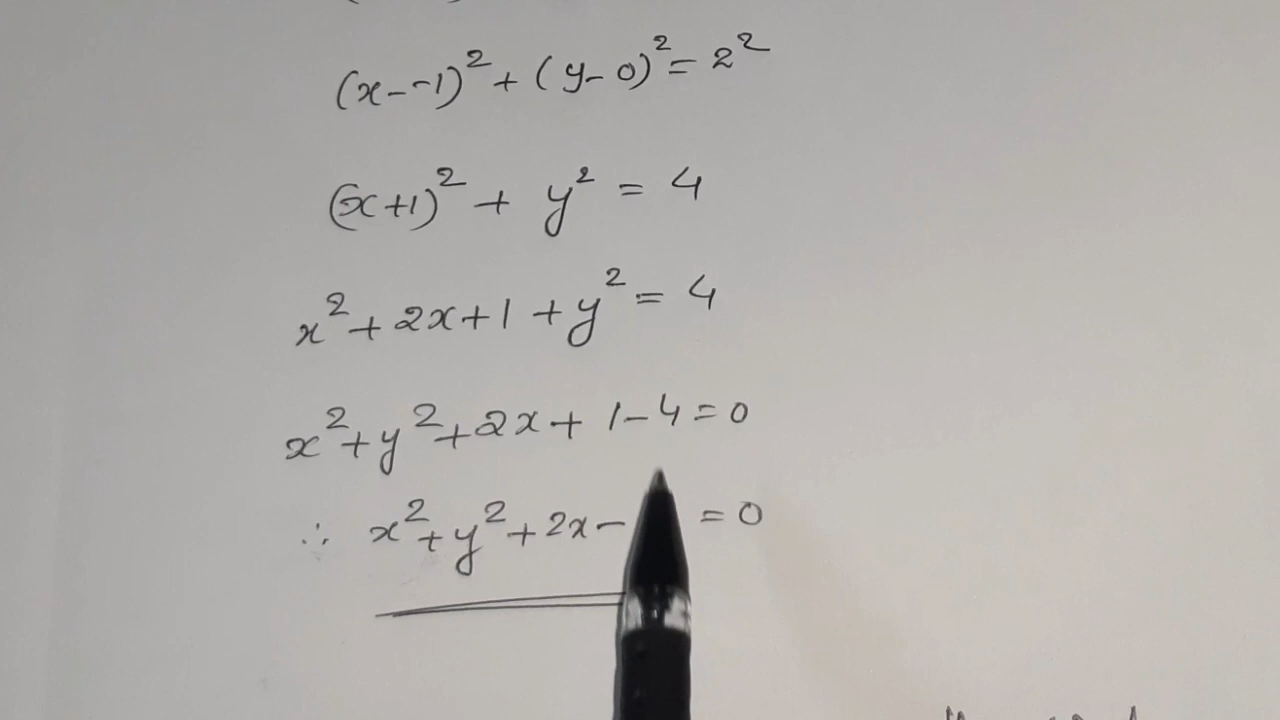 (x--1)² + (y-0)² = 2²
(x+1)² + y² = 4
x² + 2x + 1 + y² = 4
x² + y² + 2x + 1 - 4 = 0
∴ x² + y² + 2x - = 0